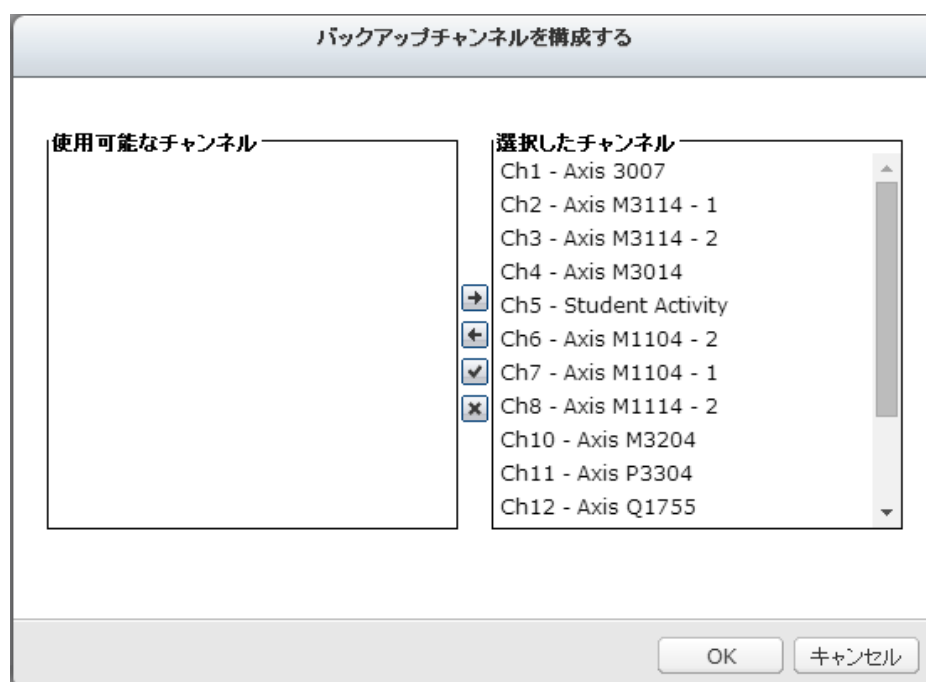 バックアップチャンネルを構成する
使用可能なチャンネル
選択したチャンネル
Ch1 - Axis 3007
Ch2 - Axis M3114 - 1
Ch3 - Axis M3114 - 2
Ch4 - Axis M3014
Ch5 - Student Activity
Ch6 - Axis M1104 - 2
Ch7 - Axis M1104 - 1
Ch8 - Axis M1114 - 2
Ch10 - Axis M3204
Ch11 - Axis P3304
Ch12 - Axis Q1755
OK
キャンセル